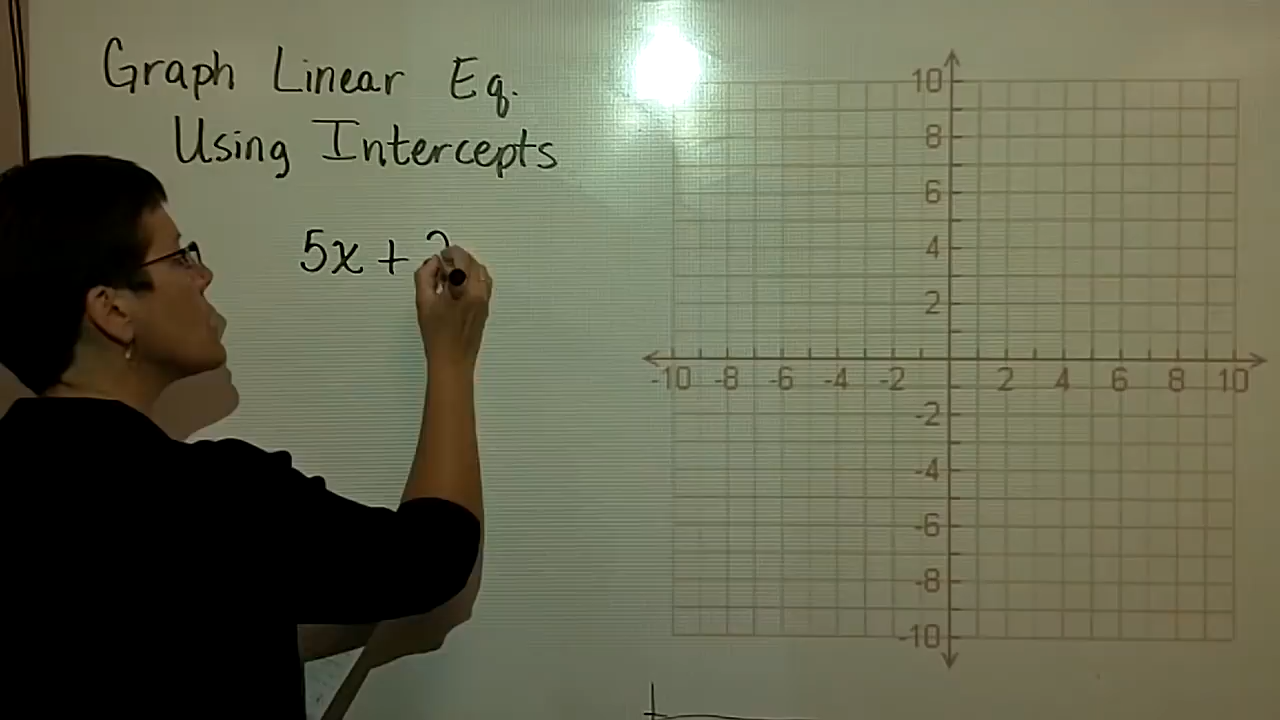 Graph Linear Eq.
Using Intercepts
5x +
10
8
6
4
2
-10 -8 -6 -4 -2 2 4 6 8 10
-2
-4
-6
-8
-10